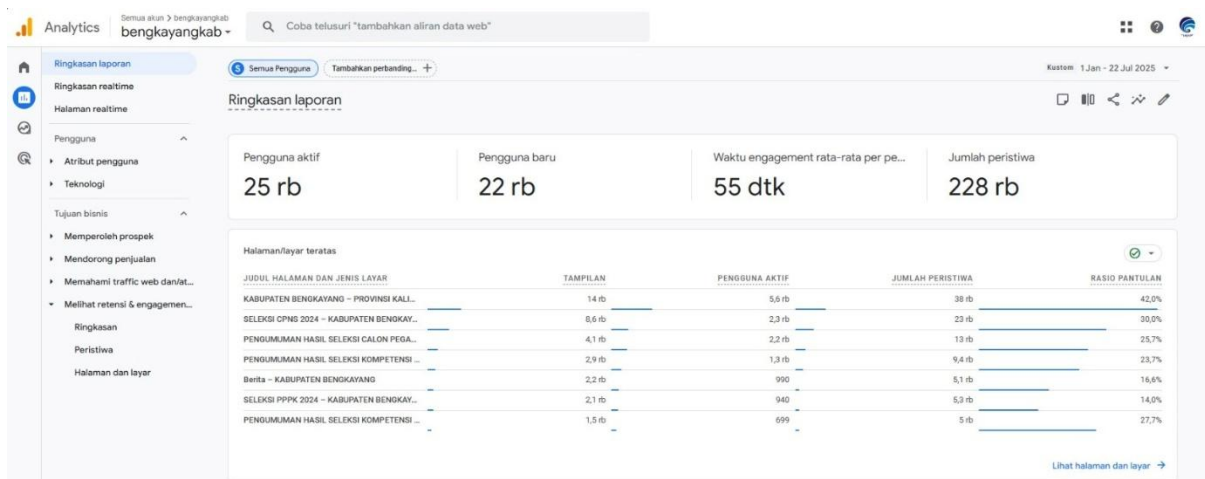 Semua akun > bengkayangkab
Analytics
bengkayangkab
Coba telusuri "tambahkan aliran data web"
Ringkasan laporan
Ringkasan realtime
Halaman realtime
Pengguna
Atribut pengguna
Teknologi
Tujuan bisnis
Memperoleh prospek
Mendorong penjualan
Memahami traffic web dan/at...
Melihat retensi & engagemen...
Ringkasan
Peristiwa
Halaman dan layar
S Semua Pengguna Tambahkan perbanding... +
Kustom 1 Jan - 22 Jul 2025
Ringkasan laporan
Pengguna aktif Pengguna baru Waktu engagement rata-rata per pe... Jumlah peristiwa
25 rb 22 rb 55 dtk 228 rb
Halaman/layar teratas
JUDUL HALAMAN DAN JENIS LAYAR TAMPILAN PENGGUNA AKTIF JUMLAH PERISTIWA RASIO PANTULAN
KABUPATEN BENGKAYANG – PROVINSI KALI... 14 rb 5,6 rb 38 rb 42,0%
SELEKSI CPNS 2024 – KABUPATEN BENGKAY... 8,6 rb 2,3 rb 23 rb 30,0%
PENGUMUMAN HASIL SELEKSI CALON PEGA... 4,1 rb 2,2 rb 13 rb 25,7%
PENGUMUMAN HASIL SELEKSI KOMPETENSI ... 2,9 rb 1,3 rb 9,4 rb 23,7%
Berita – KABUPATEN BENGKAYANG 2,2 rb 990 5,1 rb 16,6%
SELEKSI PPPK 2024 – KABUPATEN BENGKAY... 2,1 rb 940 5,3 rb 14,0%
PENGUMUMAN HASIL SELEKSI KOMPETENSI ... 1,5 rb 699 5 rb 27,7%
Lihat halaman dan layar →